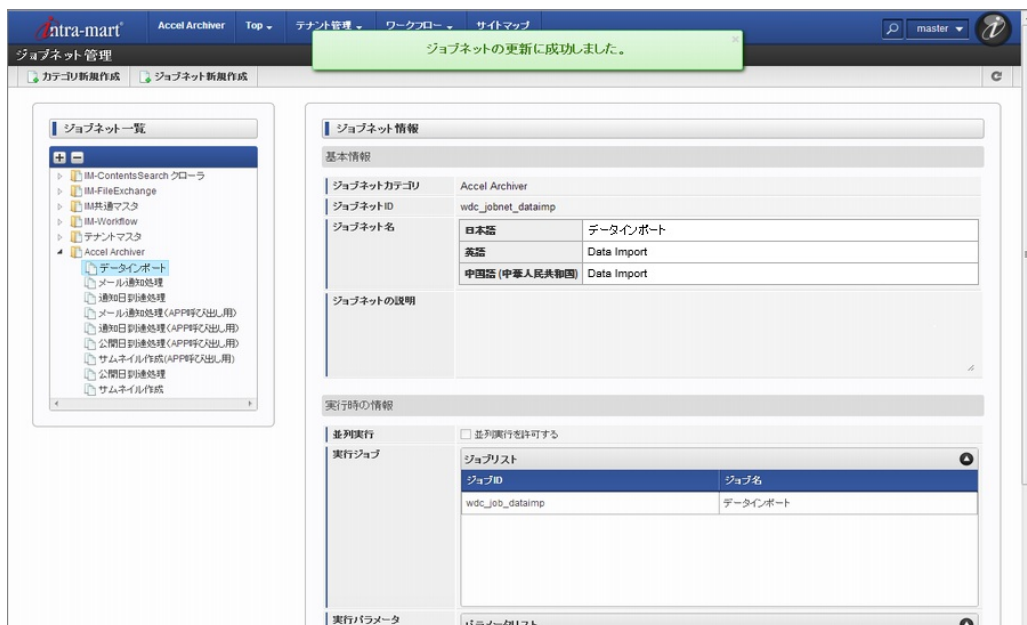 intra-mart
Accel Archiver
Top
テナント管理
ワークフロー
サイトマップ
master
ジョブネットの更新に成功しました。
ジョブネット管理
カテゴリ新規作成
ジョブネット新規作成
ジョブネット一覧
IM-ContentsSearch クローラ
IM-FileExchange
IM共通マスタ
IM-Workflow
テナントマスタ
Accel Archiver
データインポート
メール通知処理
通知日到達処理
メール通知処理(APP呼び出し用)
通知日到達処理(APP呼び出し用)
公開日到達処理(APP呼び出し用)
サムネイル作成(APP呼び出し用)
公開日到達処理
サムネイル作成
ジョブネット情報
基本情報
ジョブネットカテゴリ Accel Archiver
ジョブネットID wdc_jobnet_dataimp
ジョブネット名
日本語 データインポート
英語 Data Import
中国語 (中華人民共和国) Data Import
ジョブネットの説明
実行時の情報
並列実行 並列実行を許可する
実行ジョブ
ジョブリスト
ジョブID ジョブ名
wdc_job_dataimp データインポート
実行パラメータ
パラメータリスト